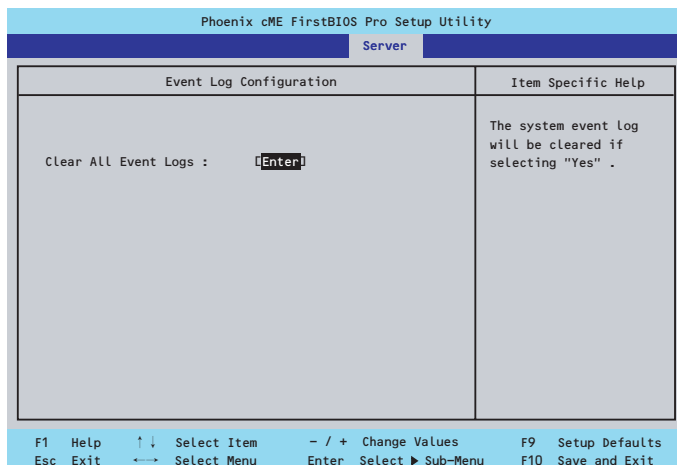 Phoenix cME FirstBIOS Pro Setup Utility
Server
Event Log Configuration
Item Specific Help
Clear All Event Logs : [Enter]
The system event log
will be cleared if
selecting "Yes" .
F1 Help ↑↓ Select Item – / + Change Values F9 Setup Defaults
Esc Exit ←→ Select Menu Enter Select ▶ Sub-Menu F10 Save and Exit